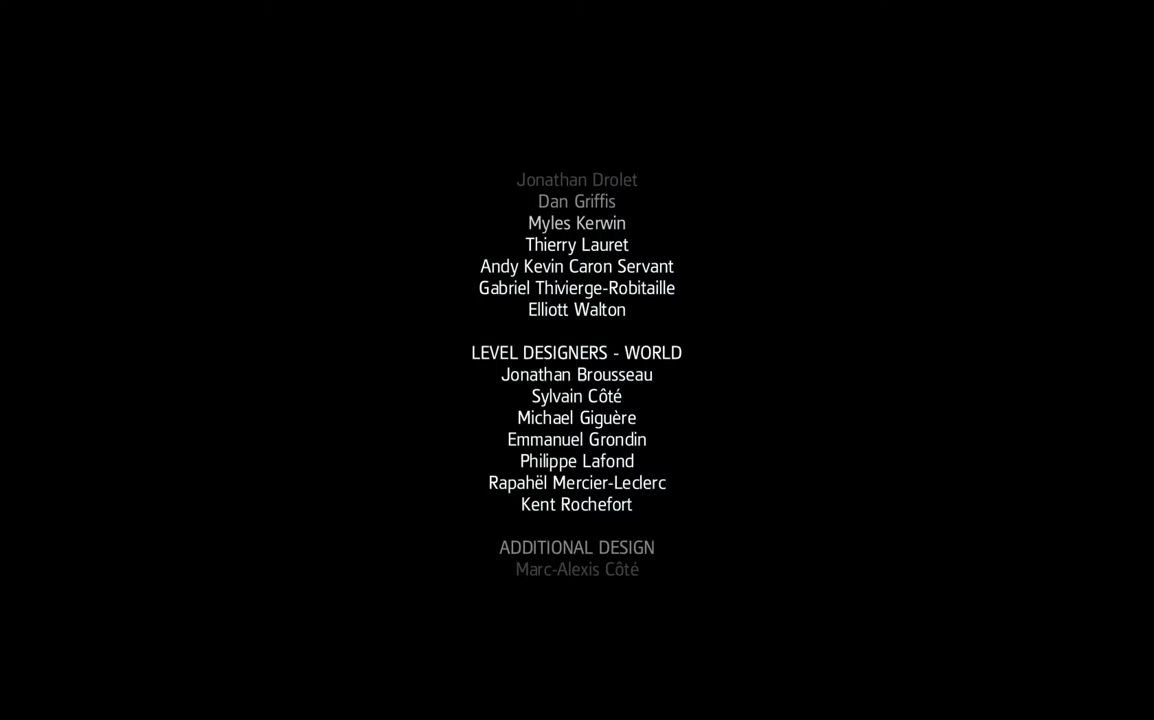 Jonathan Drolet
Dan Griffis
Myles Kerwin
Thierry Lauret
Andy Kevin Caron Servant
Gabriel Thivierge-Robitaille
Elliott Walton
LEVEL DESIGNERS - WORLD
Jonathan Brousseau
Sylvain Côté
Michael Giguère
Emmanuel Grondin
Philippe Lafond
Rapahël Mercier-Leclerc
Kent Rochefort
ADDITIONAL DESIGN
Marc-Alexis Côté